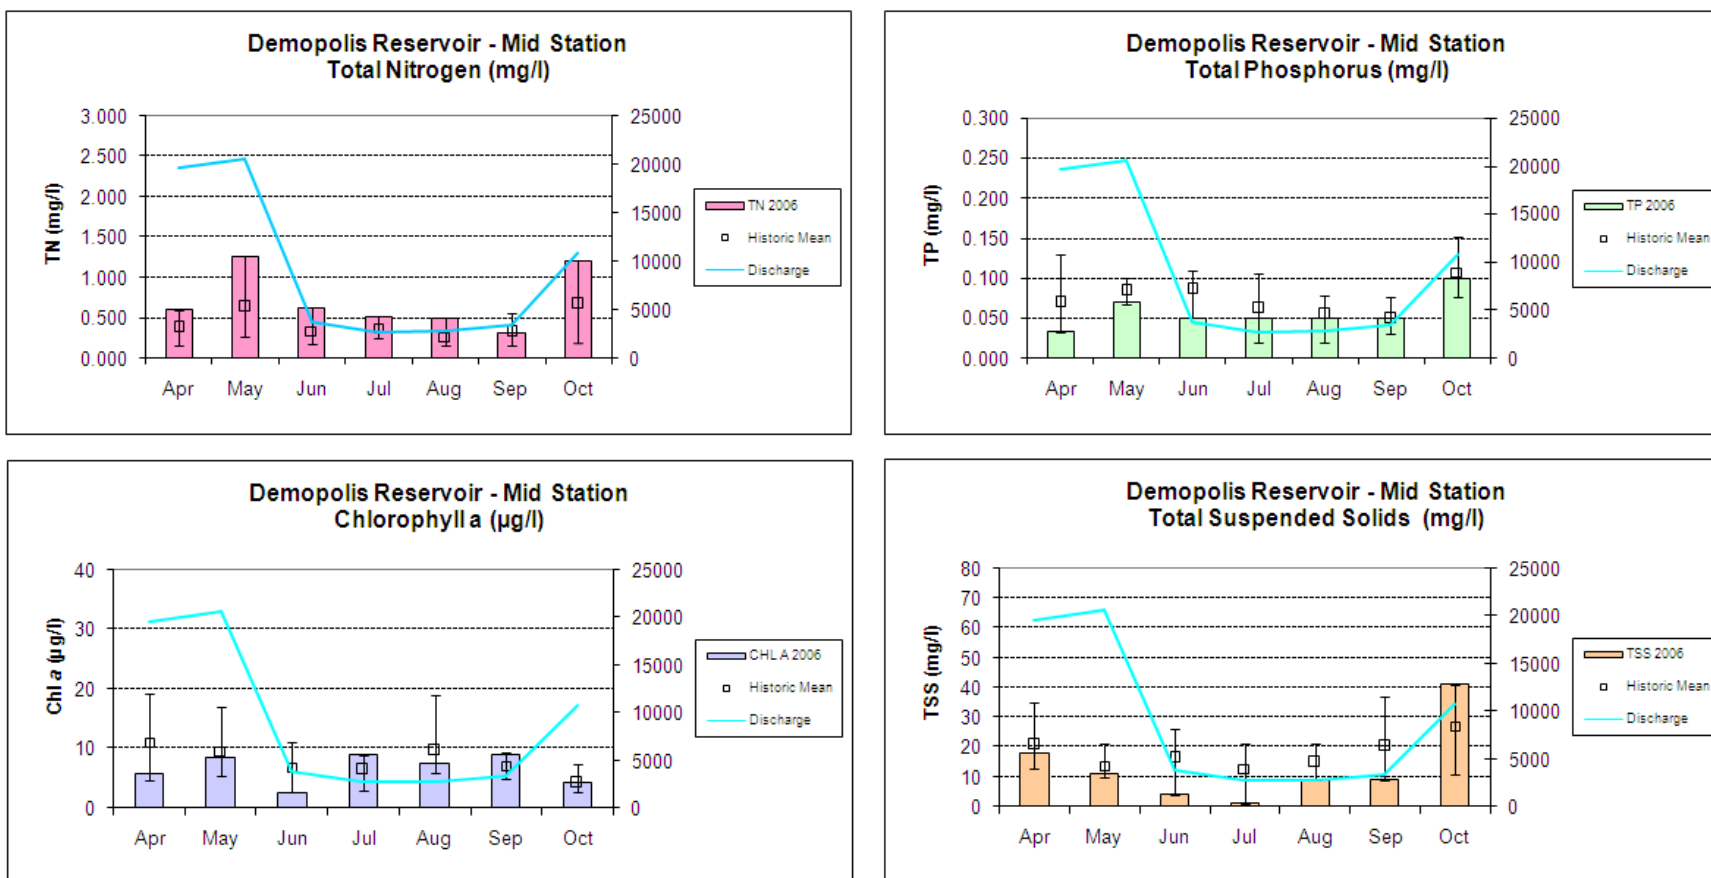 Demopolis Reservoir - Mid Station
Total Nitrogen (mg/l)
3.000
2.500
2.000
1.500
1.000
0.500
0.000
TN (mg/l)
25000
20000
15000
10000
5000
0
Apr May Jun Jul Aug Sep Oct
TN 2006
Historic Mean
Discharge
Demopolis Reservoir - Mid Station
Total Phosphorus (mg/l)
0.300
0.250
0.200
0.150
0.100
0.050
0.000
TP (mg/l)
25000
20000
15000
10000
5000
0
Apr May Jun Jul Aug Sep Oct
TP 2006
Historic Mean
Discharge
Demopolis Reservoir - Mid Station
Chlorophyll a (µg/l)
40
30
20
10
0
Chl a (µg/l)
25000
20000
15000
10000
5000
0
Apr May Jun Jul Aug Sep Oct
CHL A 2006
Historic Mean
Discharge
Demopolis Reservoir - Mid Station
Total Suspended Solids (mg/l)
80
70
60
50
40
30
20
10
0
TSS (mg/l)
25000
20000
15000
10000
5000
0
Apr May Jun Jul Aug Sep Oct
TSS 2006
Historic Mean
Discharge